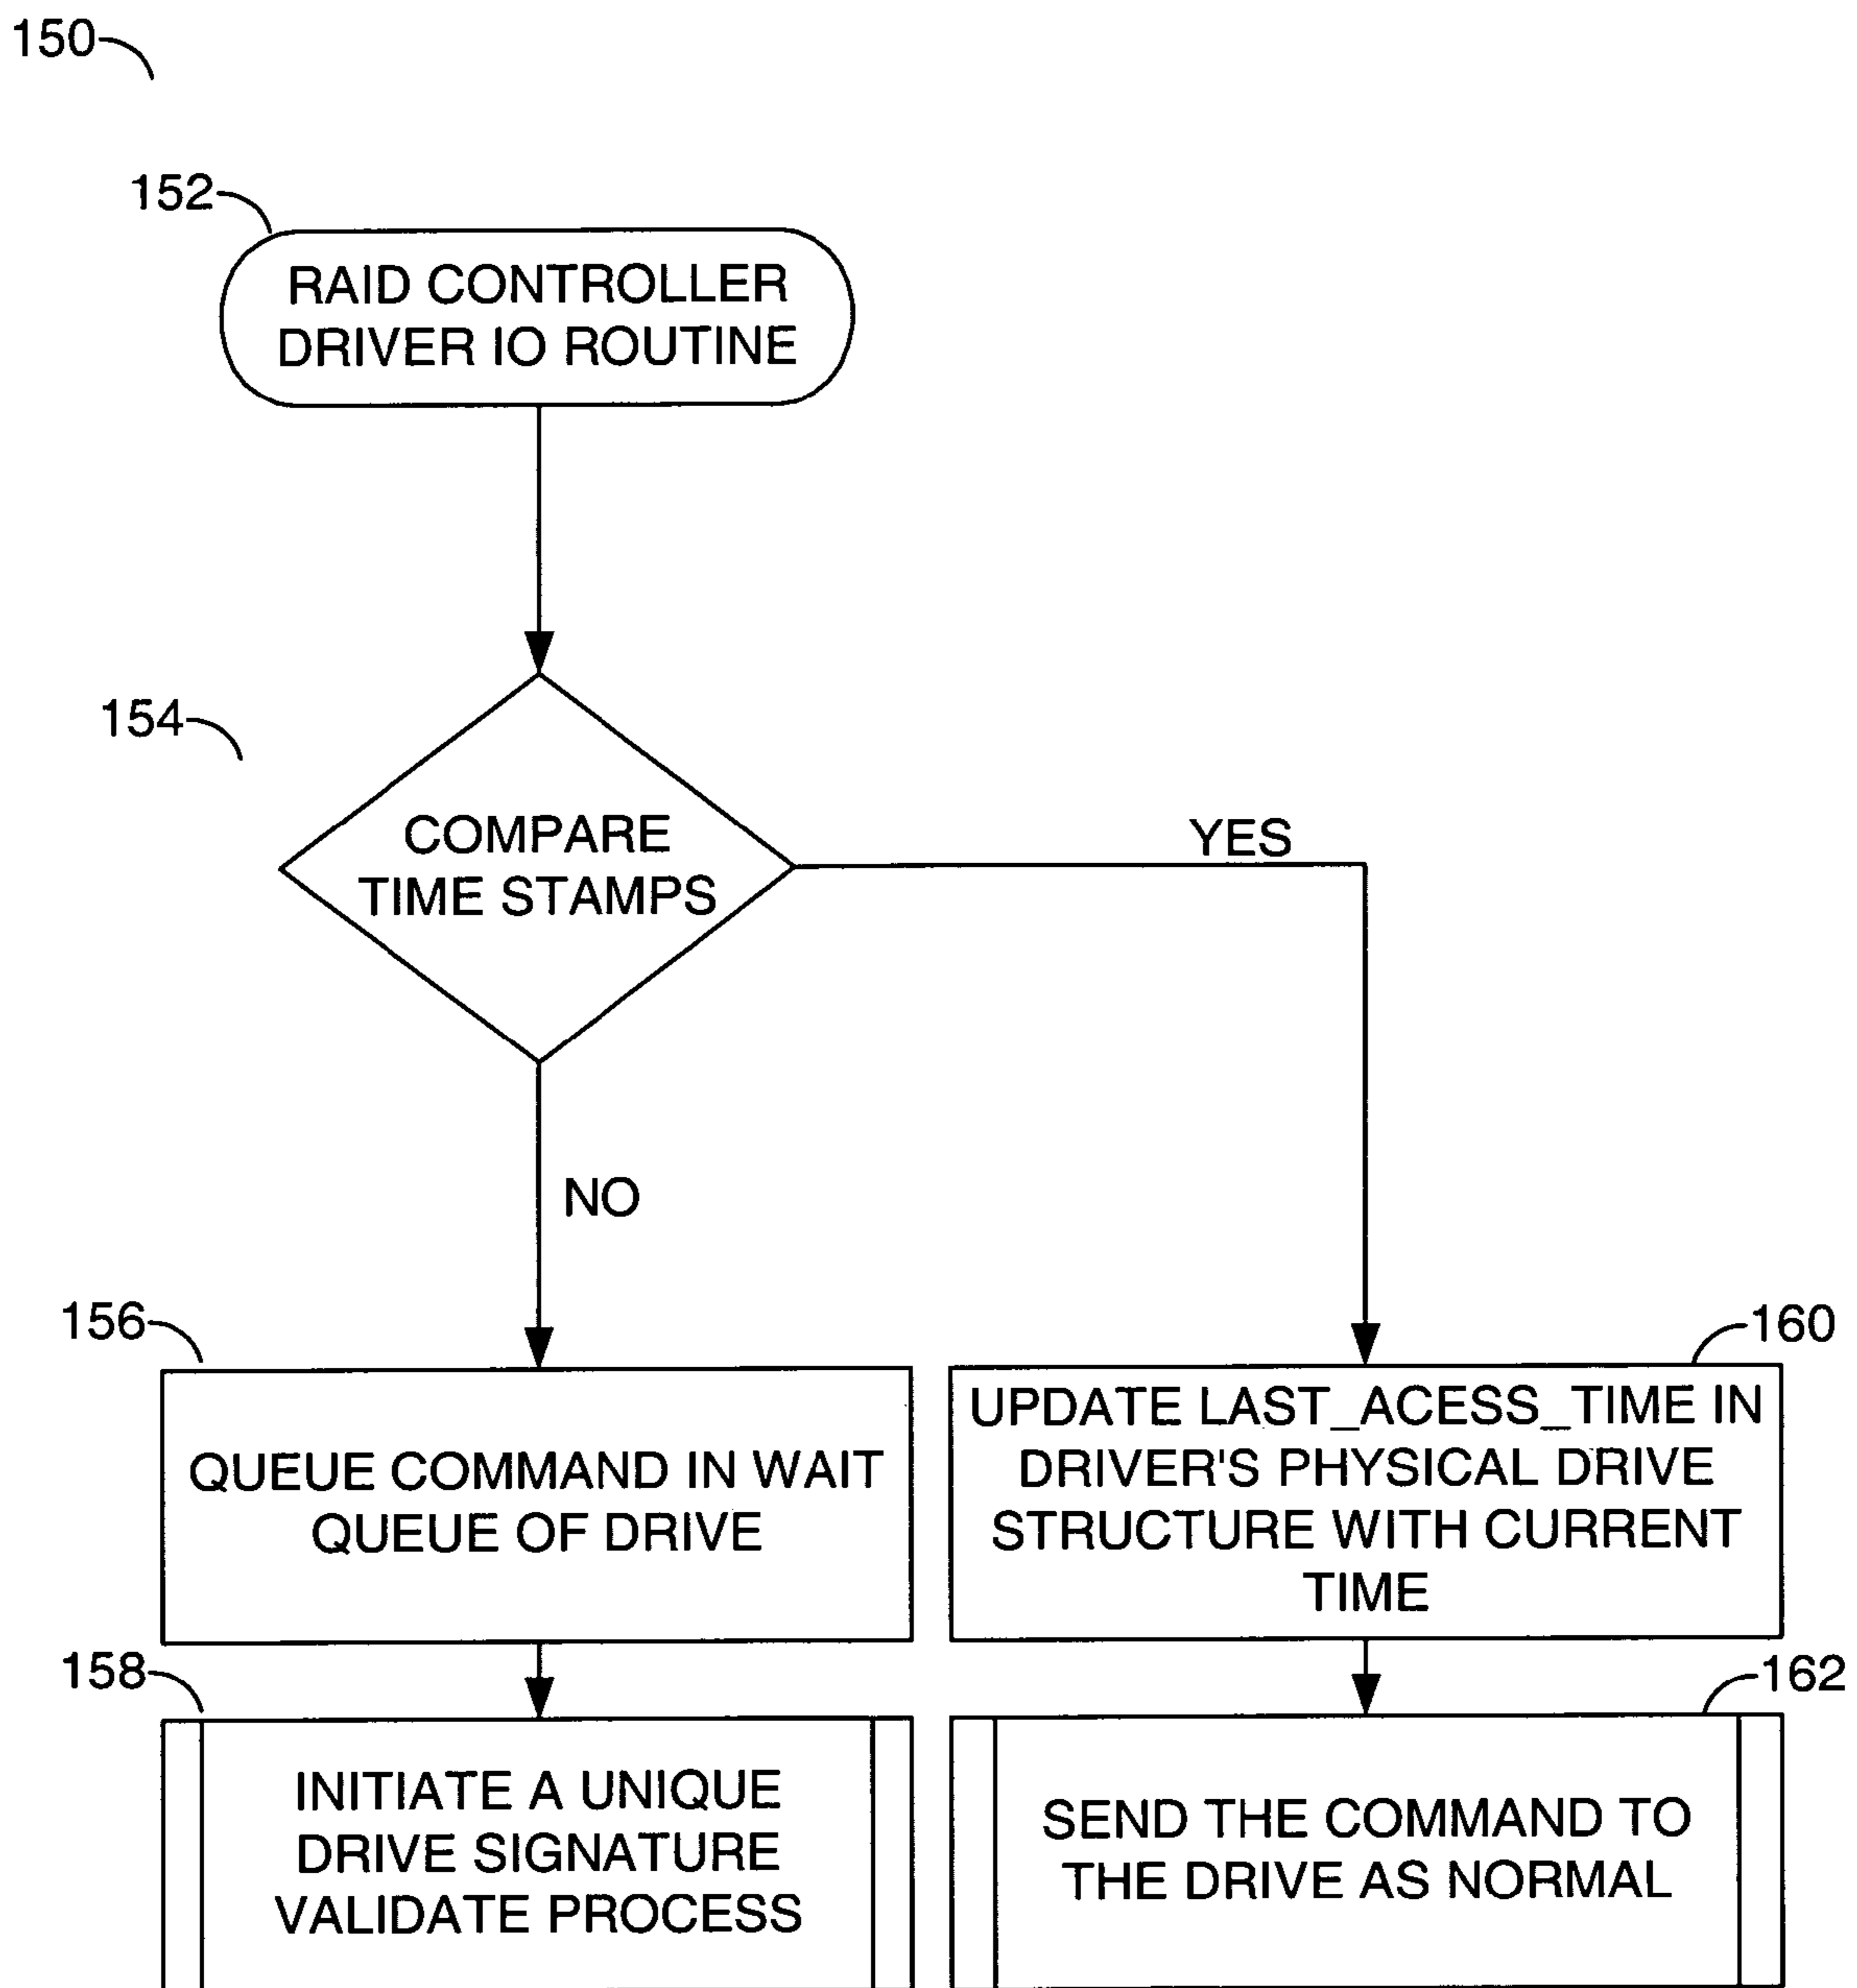 150
152
RAID CONTROLLER
DRIVER IO ROUTINE
154
COMPARE
TIME STAMPS
YES
NO
156
QUEUE COMMAND IN WAIT
QUEUE OF DRIVE
160
UPDATE LAST_ACESS_TIME IN
DRIVER'S PHYSICAL DRIVE
STRUCTURE WITH CURRENT
TIME
158
INITIATE A UNIQUE
DRIVE SIGNATURE
VALIDATE PROCESS
162
SEND THE COMMAND TO
THE DRIVE AS NORMAL